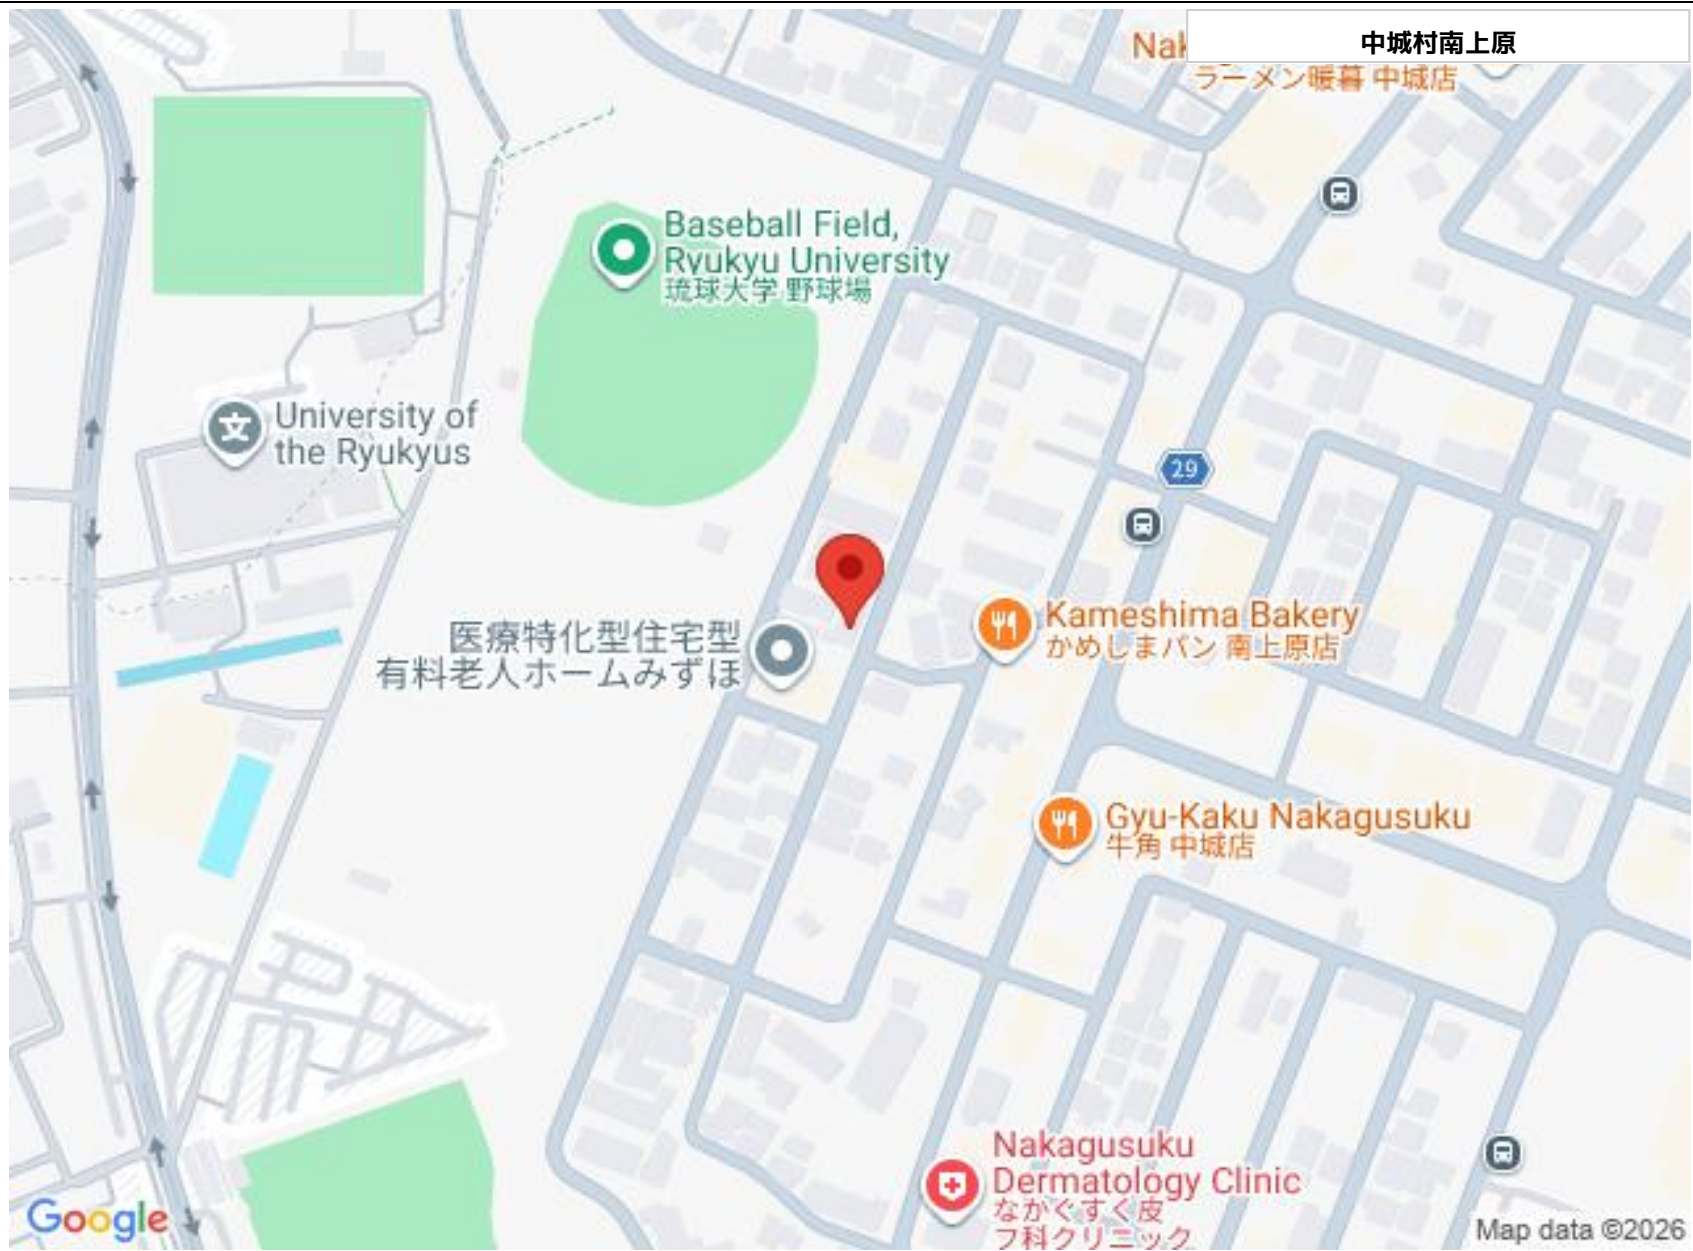 中城村南上原
Nak
ラーメン暖暮 中城店
Baseball Field,
Ryukyu University
琉球大学 野球場
University of
the Ryukyus
文
29
Kameshima Bakery
かめしまパン 南上原店
医療特化型住宅型
有料老人ホームみずほ
Gyu-Kaku Nakagusuku
牛角 中城店
Nakagusuku
Dermatology Clinic
なかぐすく皮
フ科クリニック
Google
Map data ©2026